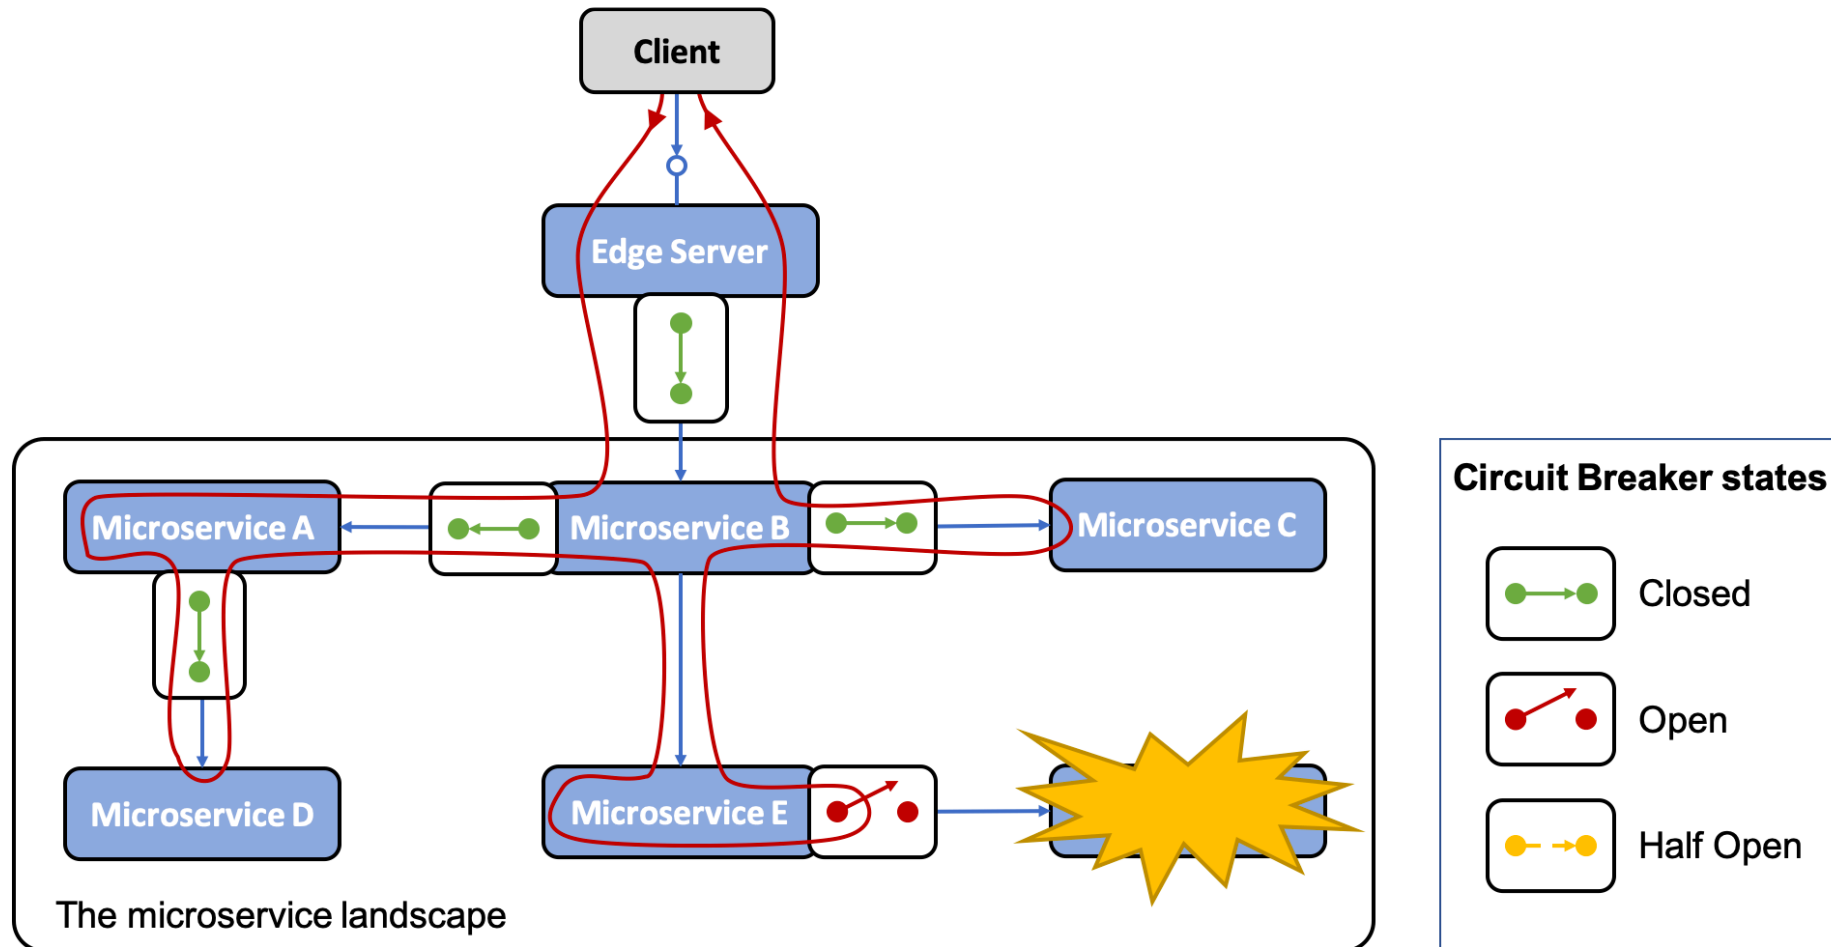 Client
Edge Server
Circuit Breaker states
Microservice A
Microservice B
Microservice C
Closed
Open
Microservice D
Microservice E
Half Open
The microservice landscape